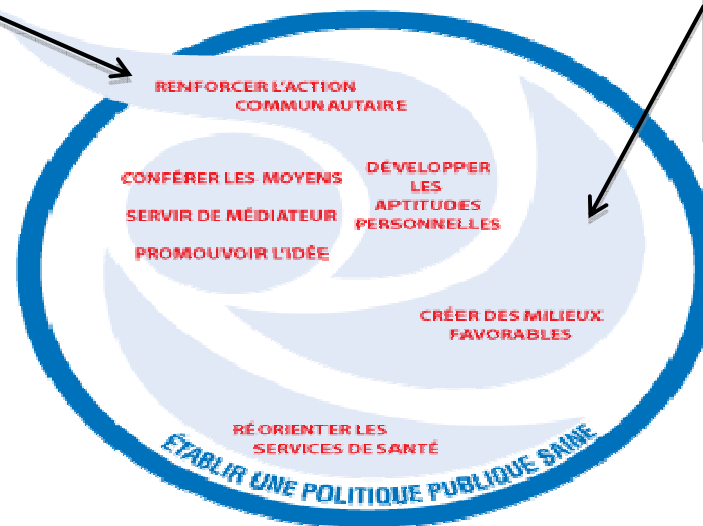 RENFORCER L'ACTION
COMMUNAUTAIRE
CONFÉRER LES MOYENS
SERVIR DE MÉDIATEUR
PROMOUVOIR L'IDÉE
DÉVELOPPER
LES
APTITUDES
PERSONNELLES
CRÉER DES MILIEUX
FAVORABLES
RÉORIENTER LES
SERVICES DE SANTÉ
ÉTABLIR UNE POLITIQUE PUBLIQUE SAINE